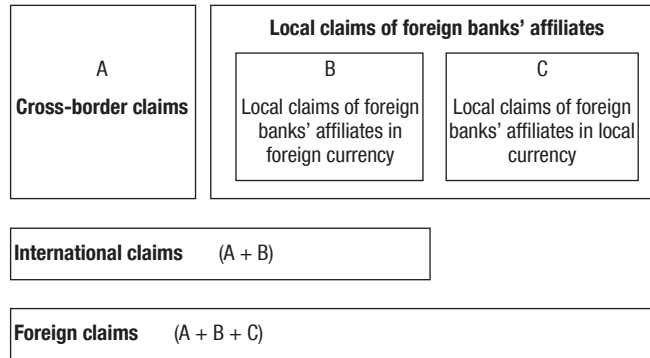 Local claims of foreign banks' affiliates
A
Cross-border claims
B
Local claims of foreign
banks' affiliates in
foreign currency
C
Local claims of foreign
banks' affiliates in local
currency
International claims (A + B)
Foreign claims (A + B + C)